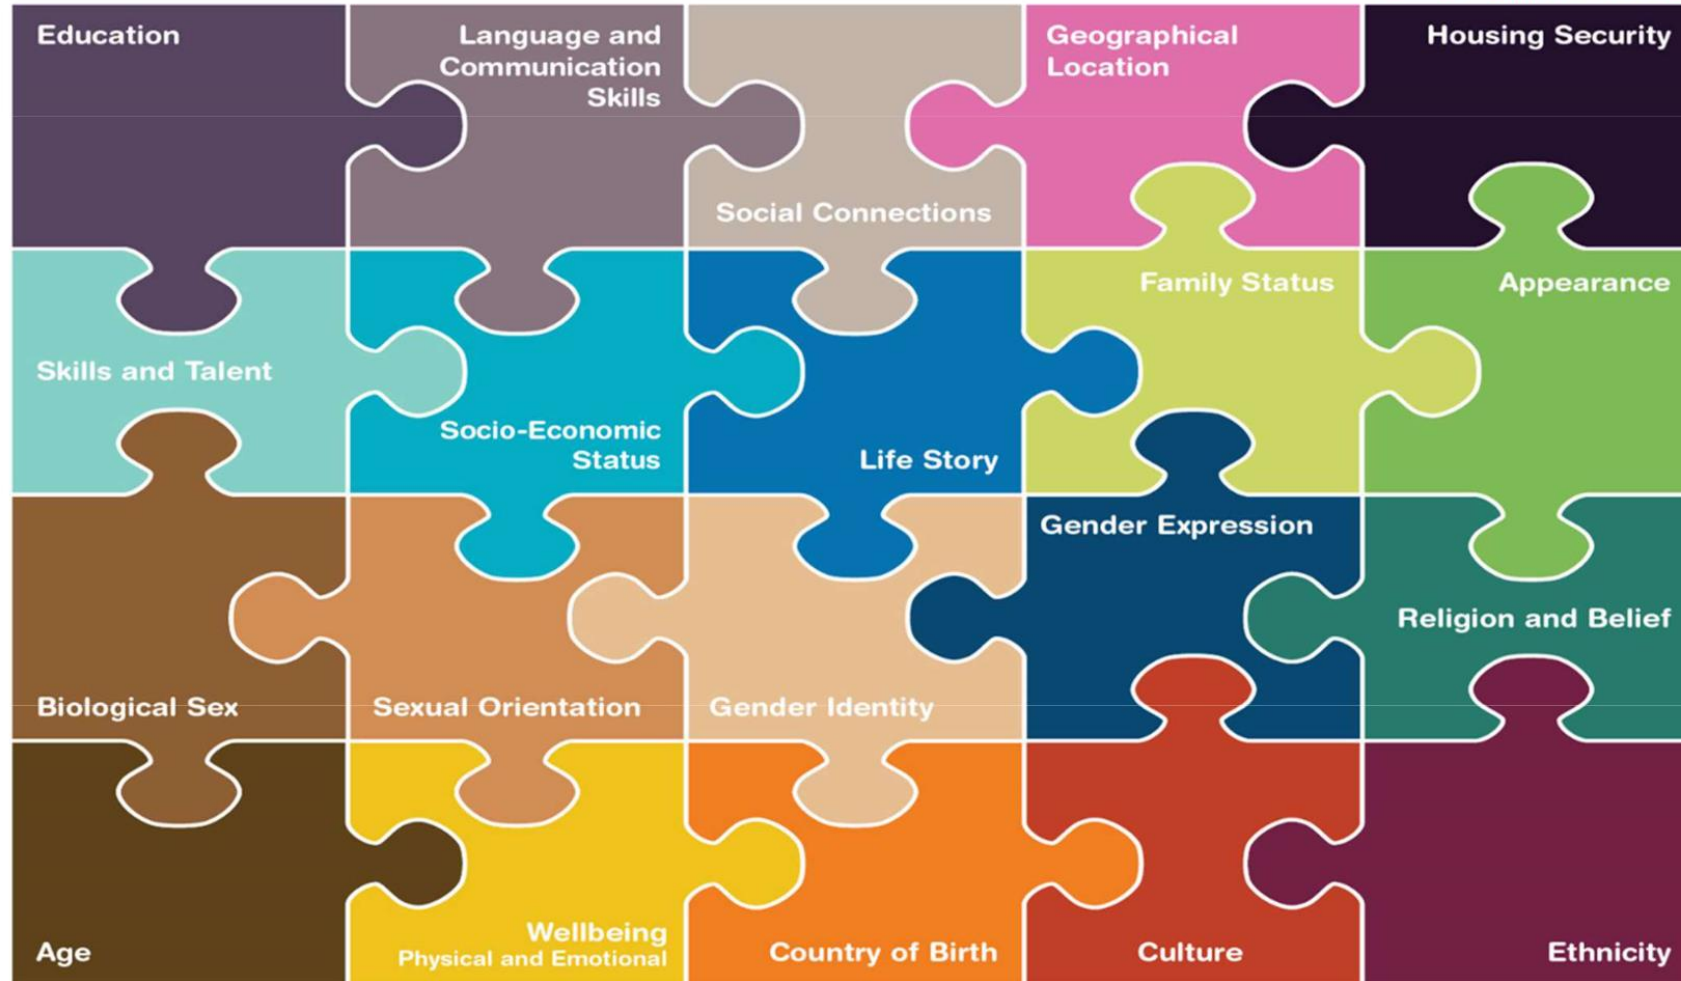 Education
Language and
Communication
Skills
Social Connections
Geographical
Location
Housing Security
Skills and Talent
Socio-Economic
Status
Life Story
Family Status
Appearance
Biological Sex
Sexual Orientation
Gender Identity
Gender Expression
Religion and Belief
Age
Wellbeing
Physical and Emotional
Country of Birth
Culture
Ethnicity